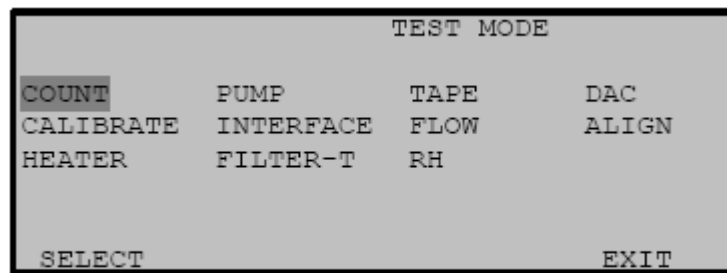 TEST MODE
COUNT PUMP TAPE DAC
CALIBRATE INTERFACE FLOW ALIGN
HEATER FILTER-T RH
SELECT EXIT